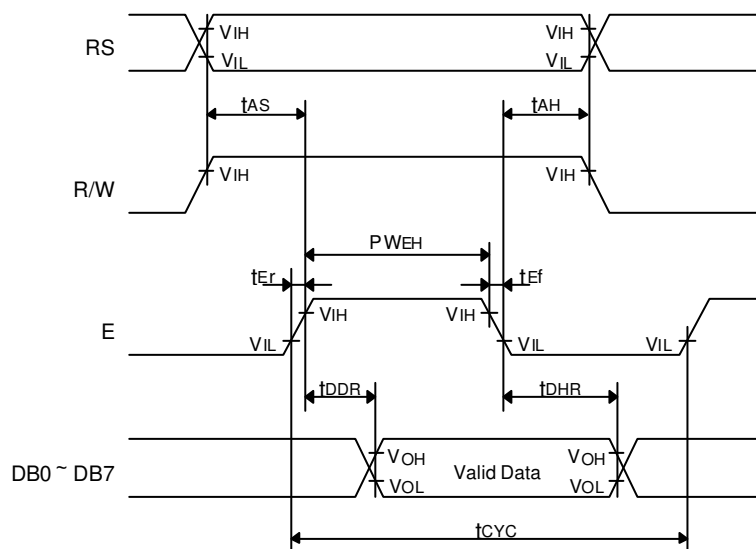 RS VIH VIH
VIL VIL
tAS tAH
R/W VIH VIH
PWEH
tEr tEf
E VIH VIH
VIL VIL VIL
tDDR tDHR
VOH VOH
DB0 ~ DB7 Valid Data
VOL VOL
tCYC